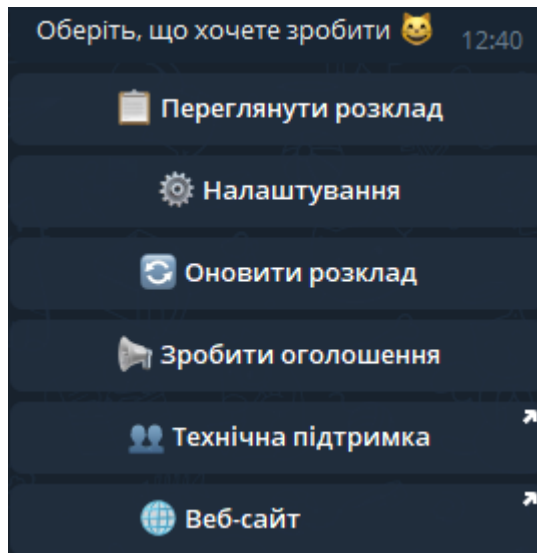 Оберіть, що хочете зробити 😺 12:40
📋 Переглянути розклад
⚙️ Налаштування
🔄 Оновити розклад
📢 Зробити оголошення
👥 Технічна підтримка
🌐 Веб-сайт